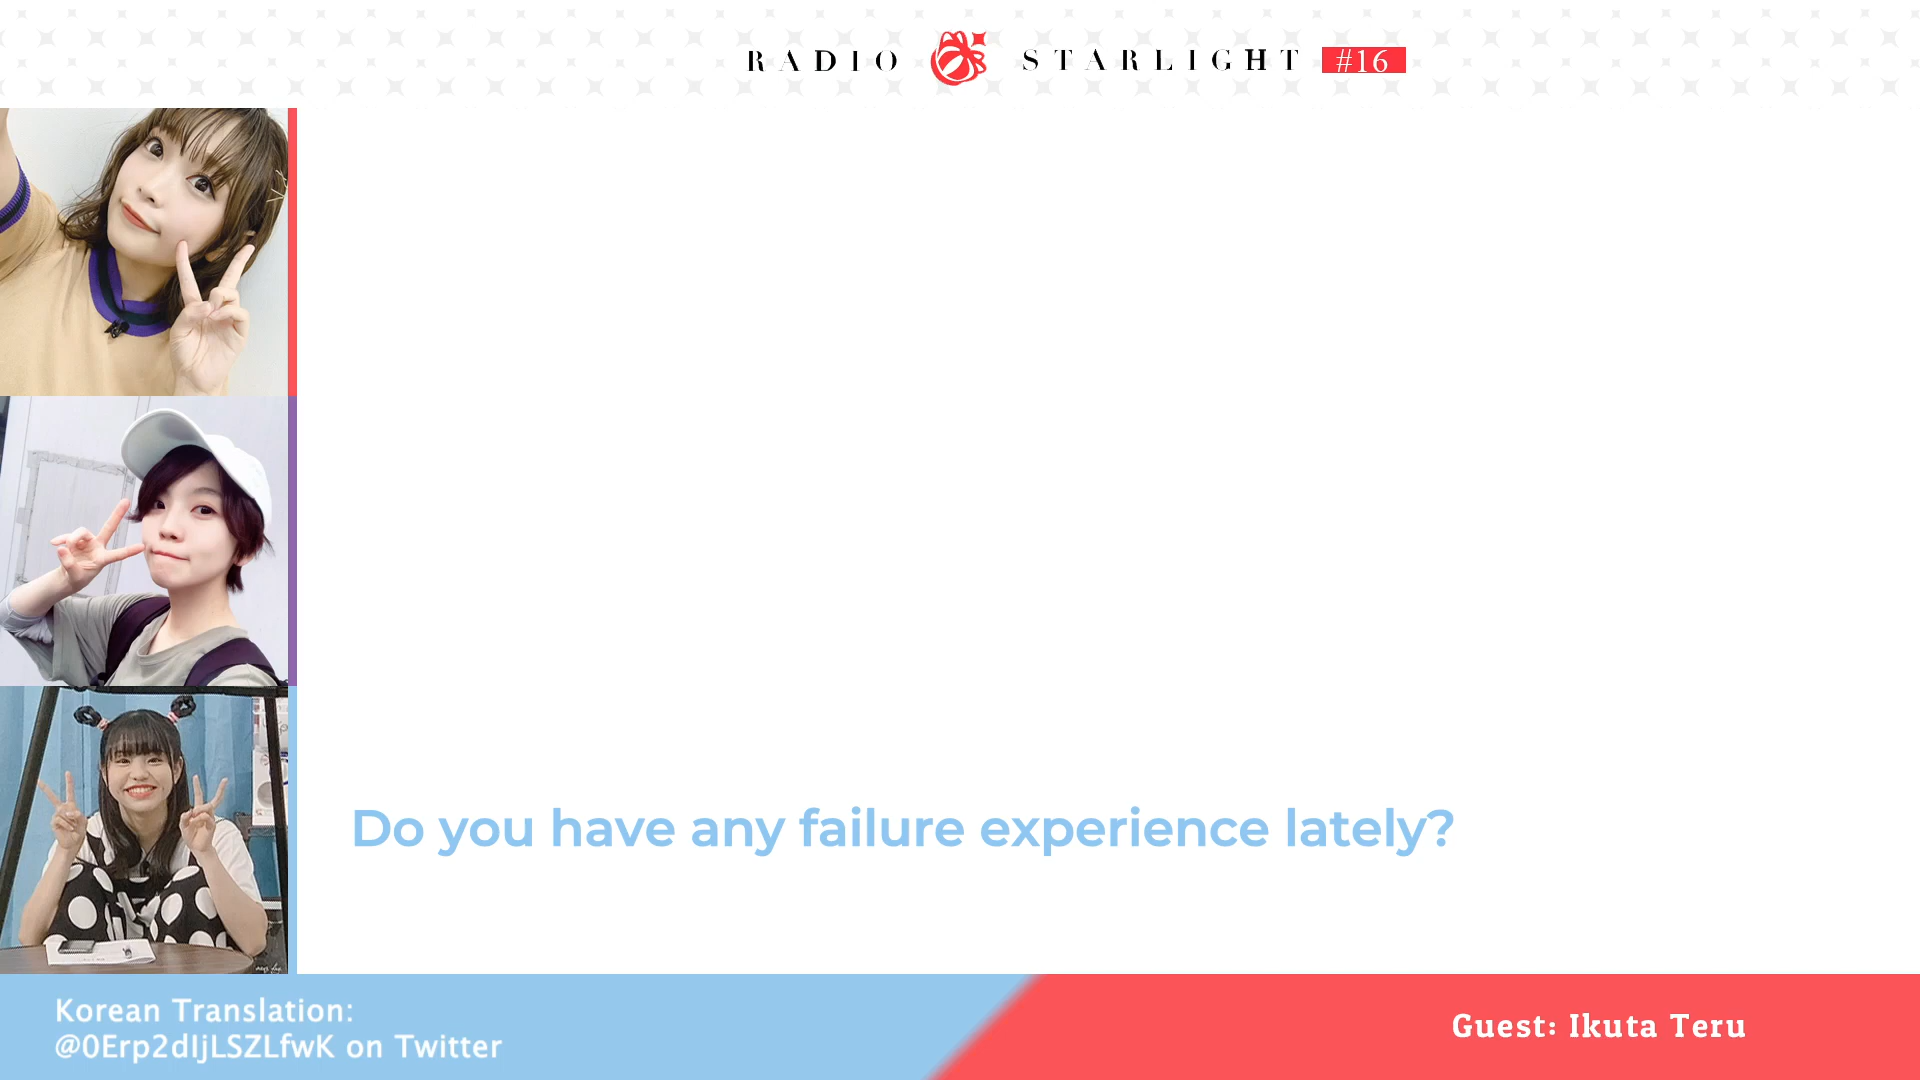 RADIO STARLIGHT #16
Do you have any failure experience lately?
Korean Translation:
@0Erp2dIjLSZLfwK on Twitter
Guest: Ikuta Teru